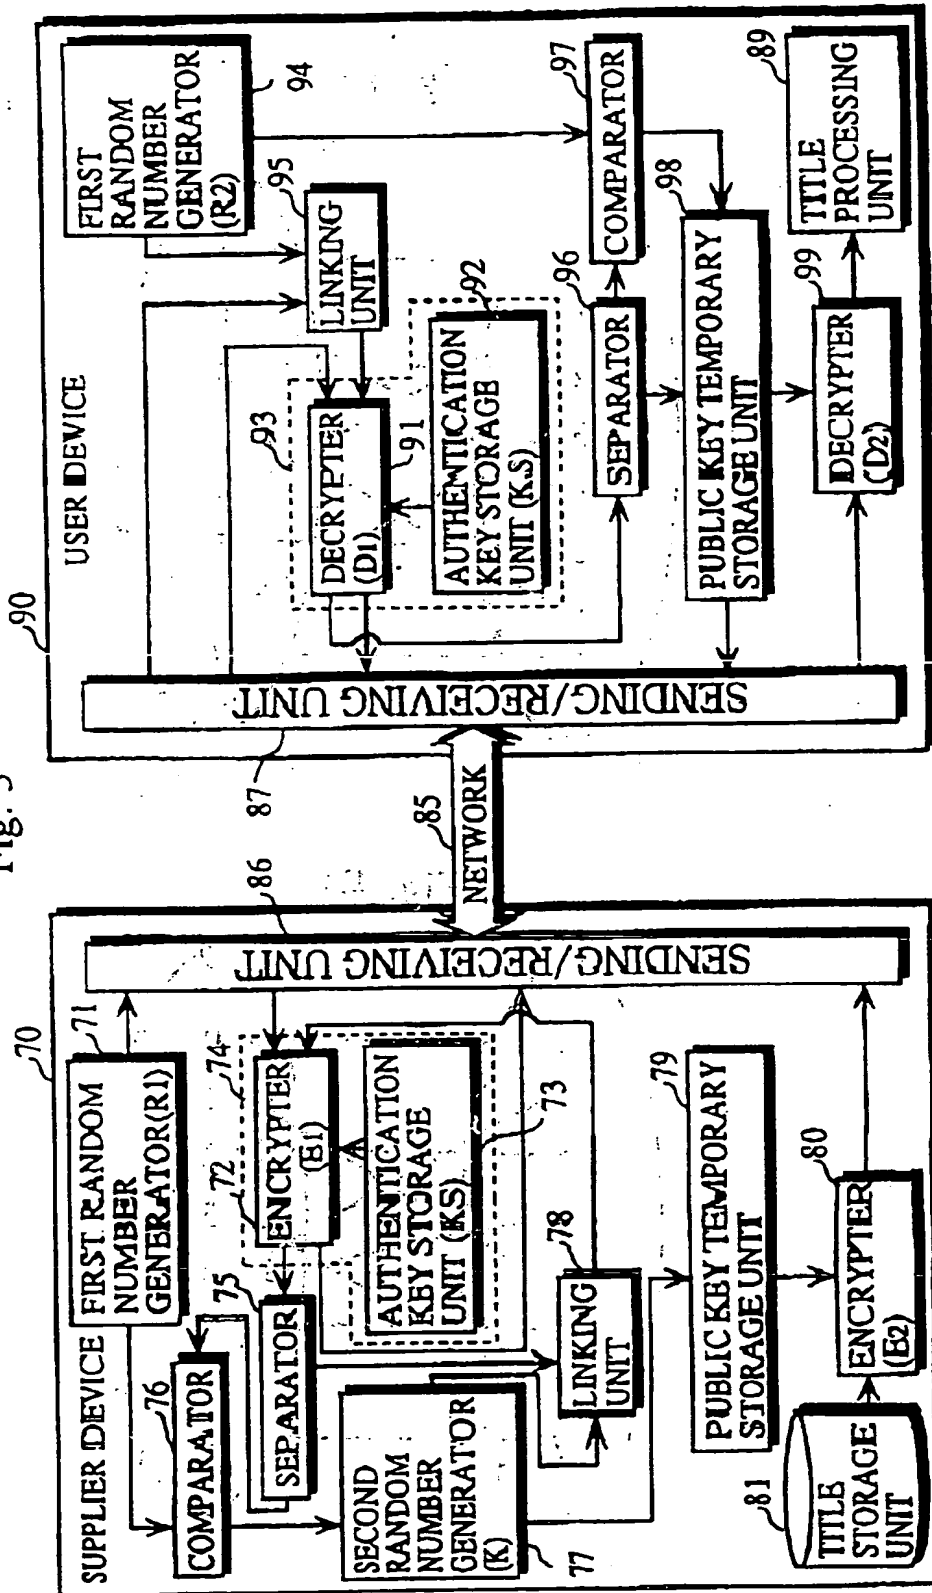 Fig. 5
70
SUPPLIER DEVICE
FIRST RANDOM
NUMBER
GENERATOR(R1)
71
76
COMPARATOR
75
SEPARATOR
72
74
ENCRYPTER
(E1)
AUTHENTICATION
KEY STORAGE
UNIT (KS)
73
SECOND
RANDOM
NUMBER
GENERATOR
(K)
77
78
LINKING
UNIT
79
PUBLIC KEY TEMPORARY
STORAGE UNIT
80
ENCRYPTER
(E2)
81
TITLE
STORAGE
UNIT
86
SENDING/RECEIVING UNIT
85
NETWORK
87
SENDING/RECEIVING UNIT
90
USER DEVICE
FIRST
RANDOM
NUMBER
GENERATOR
(R2)
94
95
LINKING
UNIT
93
DECRYPTER
(D1)
91
92
AUTHENTICATION
KEY STORAGE
UNIT (KS)
96
SEPARATOR
97
COMPARATOR
98
PUBLIC KEY TEMPORARY
STORAGE UNIT
99
DECRYPTER
(D2)
89
TITLE
PROCESSING
UNIT